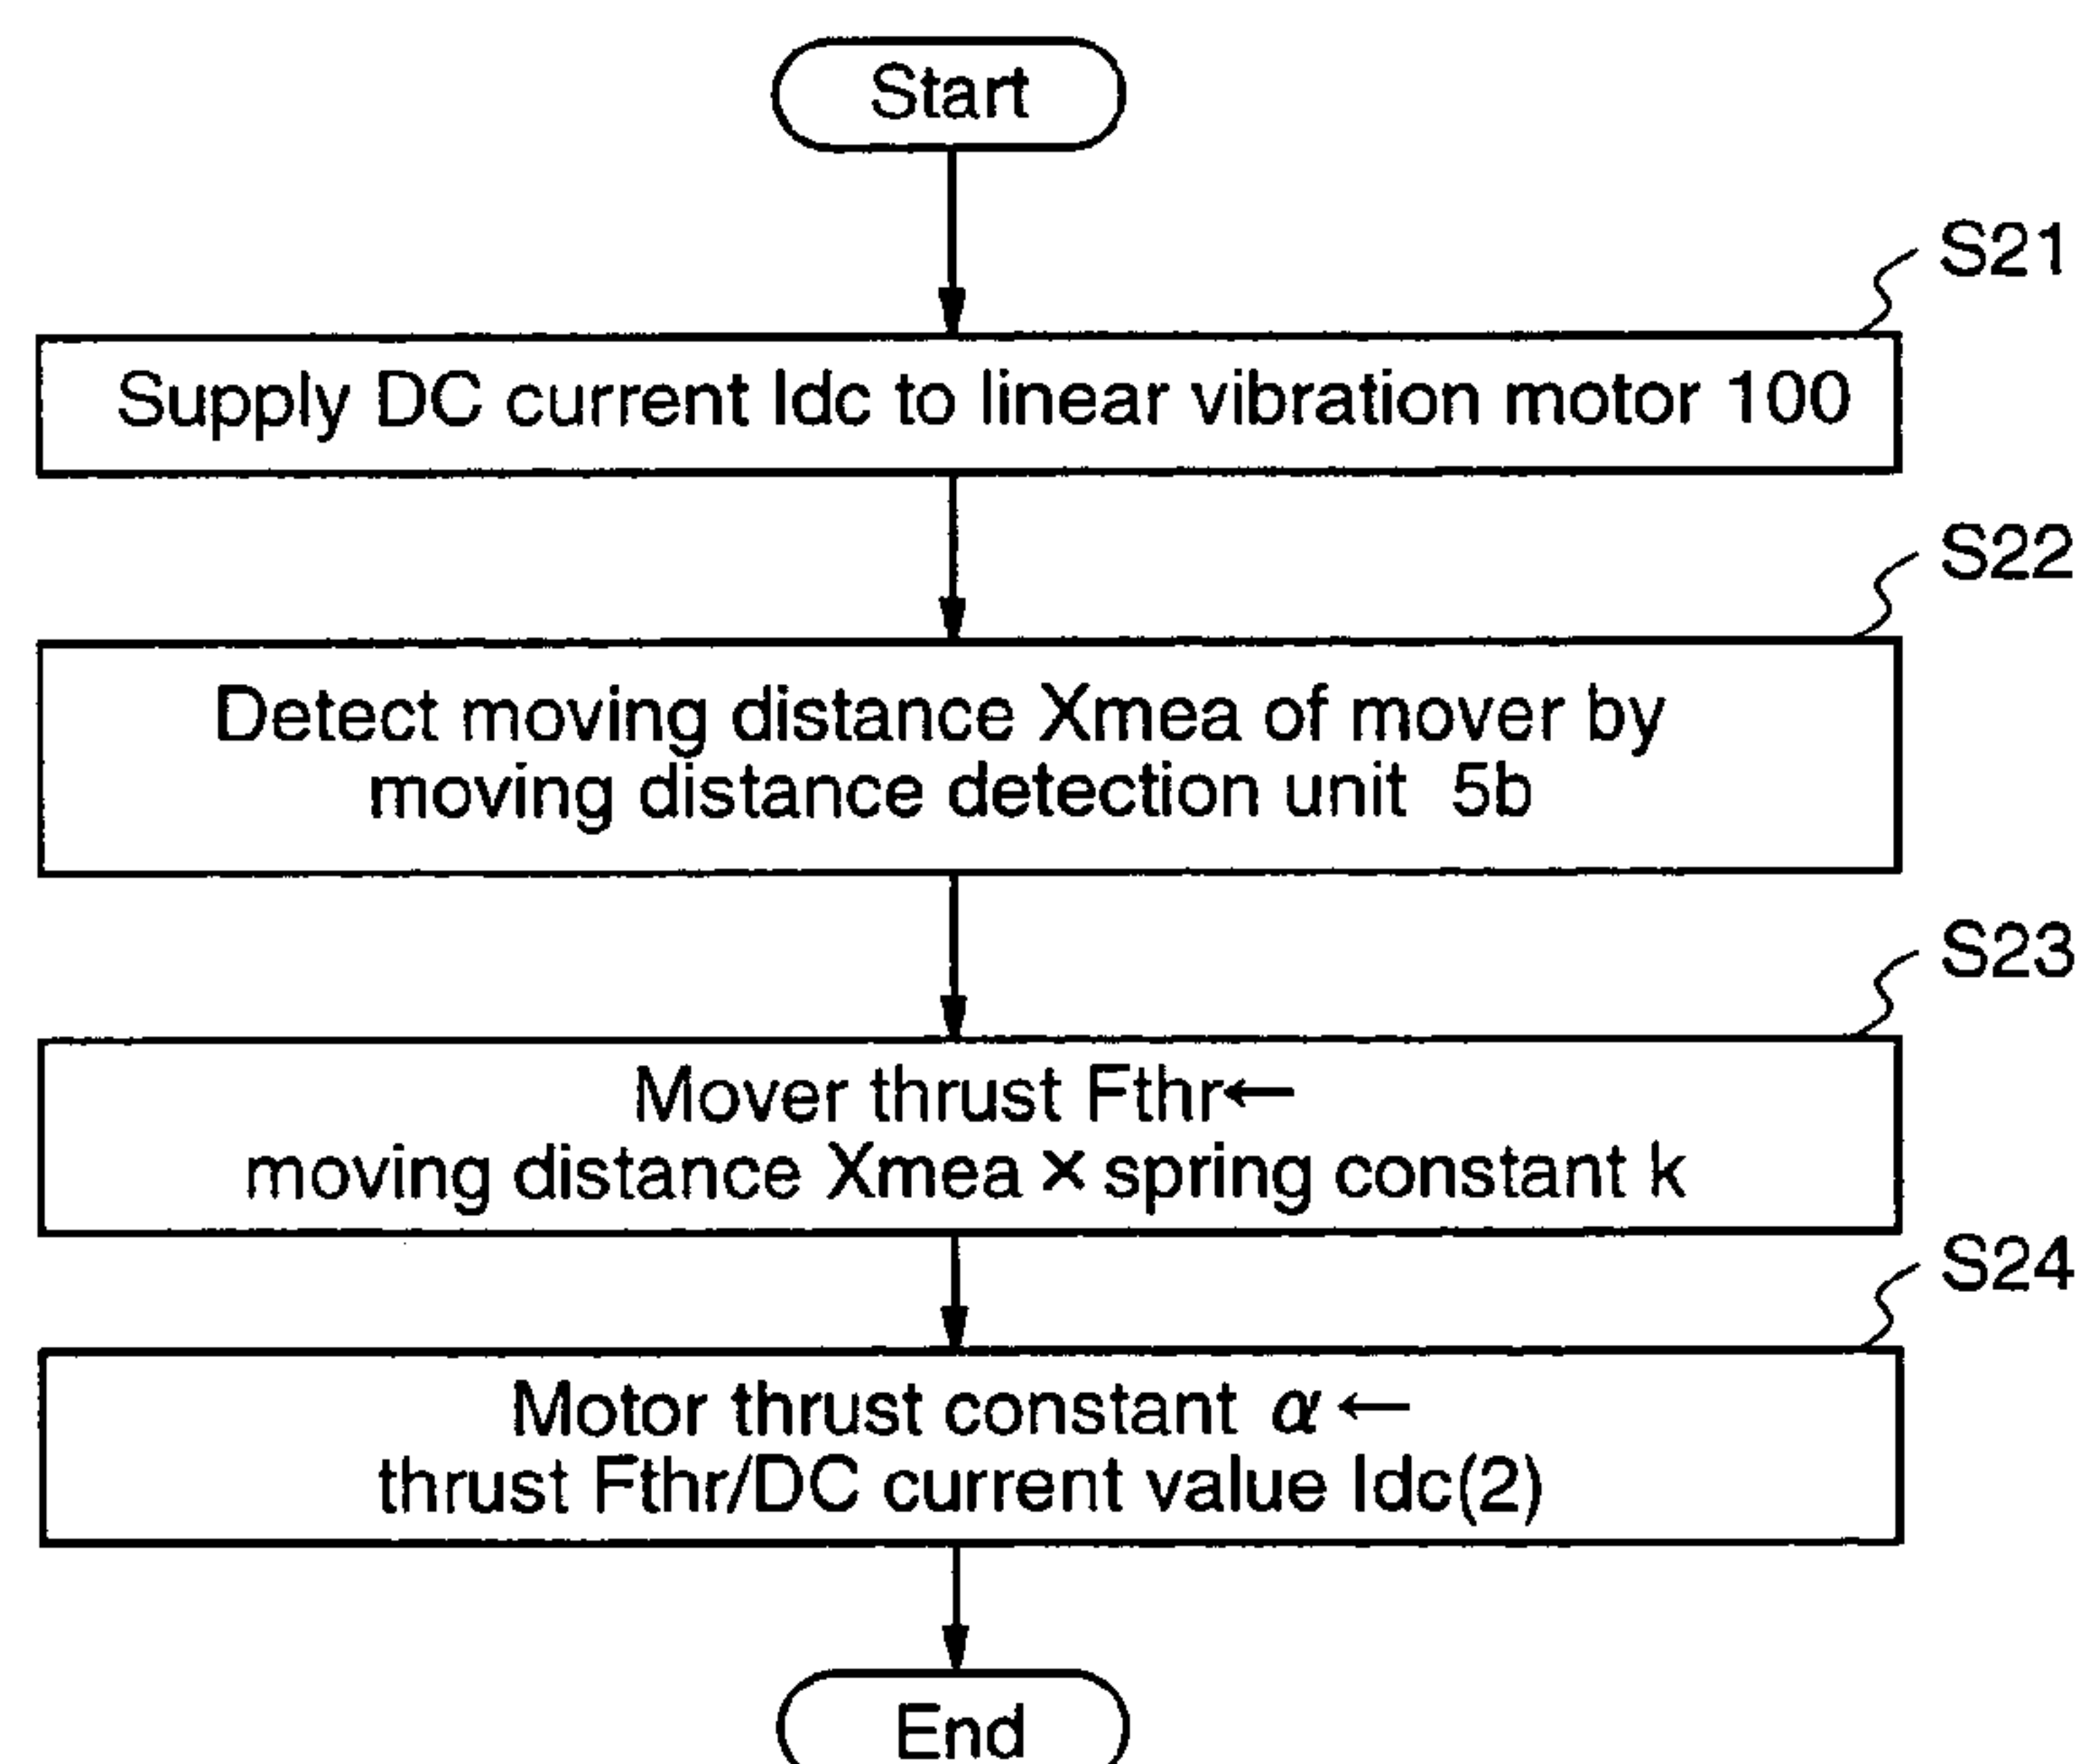 Start
S21
Supply DC current Idc to linear vibration motor 100
S22
Detect moving distance Xmea of mover by
moving distance detection unit 5b
S23
Mover thrust Fthr←
moving distance Xmea × spring constant k
S24
Motor thrust constant α←
thrust Fthr/DC current value Idc(2)
End